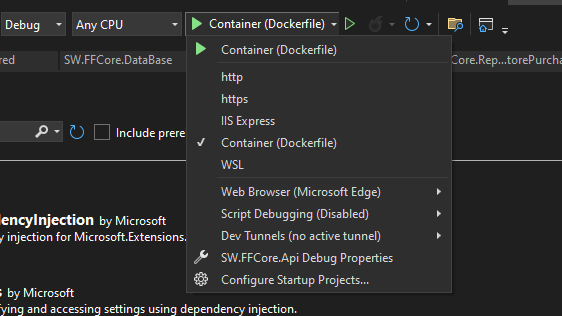 Debug Any CPU Container (Dockerfile)
red SW.FFCore.DataBase Core.Rep...torePurcha
Container (Dockerfile)
http
https
IIS Express
Container (Dockerfile)
WSL
Include prere
Web Browser (Microsoft Edge)
Script Debugging (Disabled)
Dev Tunnels (no active tunnel)
SW.FFCore.Api Debug Properties
Configure Startup Projects...
encyInjection by Microsoft
y injection for Microsoft.Extensions.
s by Microsoft
fying and accessing settings using dependency injection.